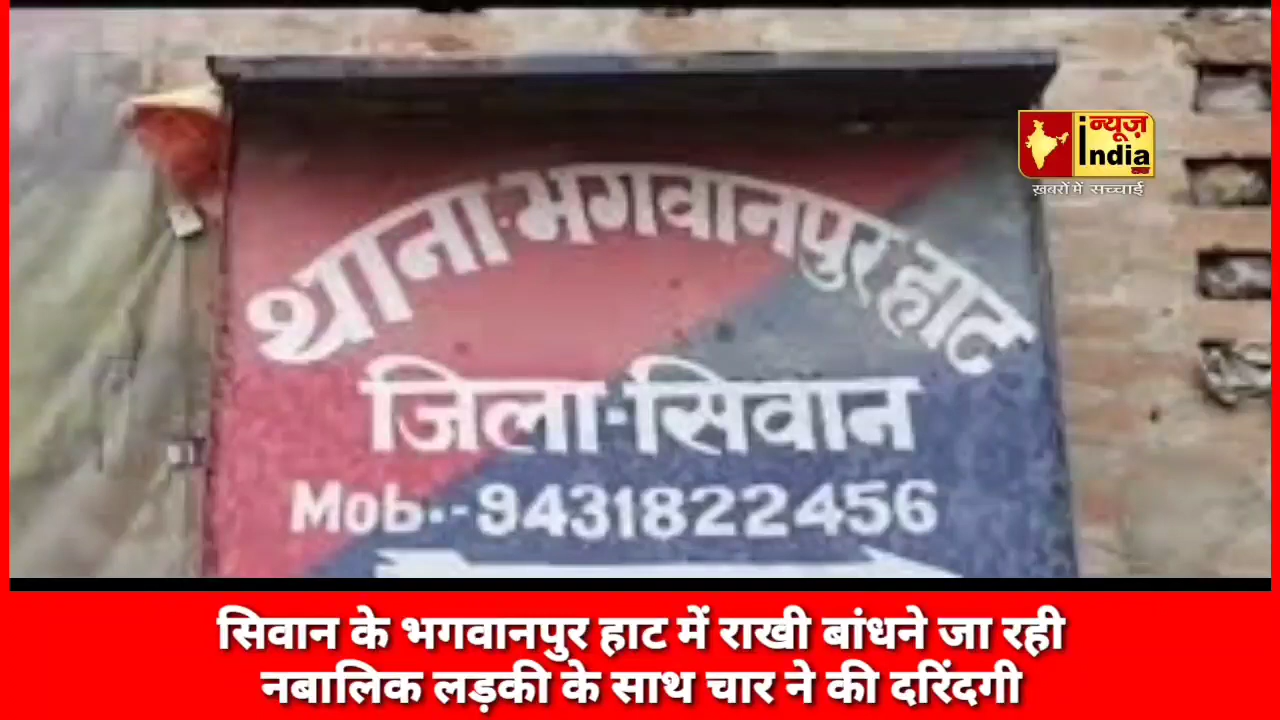 न्यूज़
india
ख़बरों में सच्चाई
थाना-भगवानपुर हाट
जिला-सिवान
Mob.-9431822456
सिवान के भगवानपुर हाट में राखी बांधने जा रही
नबालिक लड़की के साथ चार ने की दरिंदगी